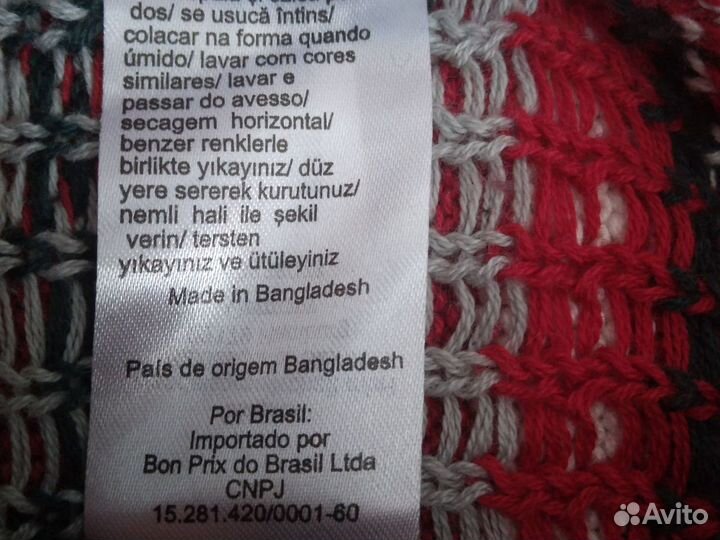 dos/ se usucă întins/
colacar na forma quando
úmido/ lavar com cores
similares/ lavar e
passar do avesso/
secagem horizontal/
benzer renklerle
birlikte yıkayınız/ düz
yere sererek kurutunuz/
nemli hali ile şekil
verin/ tersten
yıkayınız ve ütüleyiniz
Made in Bangladesh
País de origem Bangladesh
Por Brasil:
Importado por
Bon Prix do Brasil Ltda
CNPJ
15.281.420/0001-60
Avito